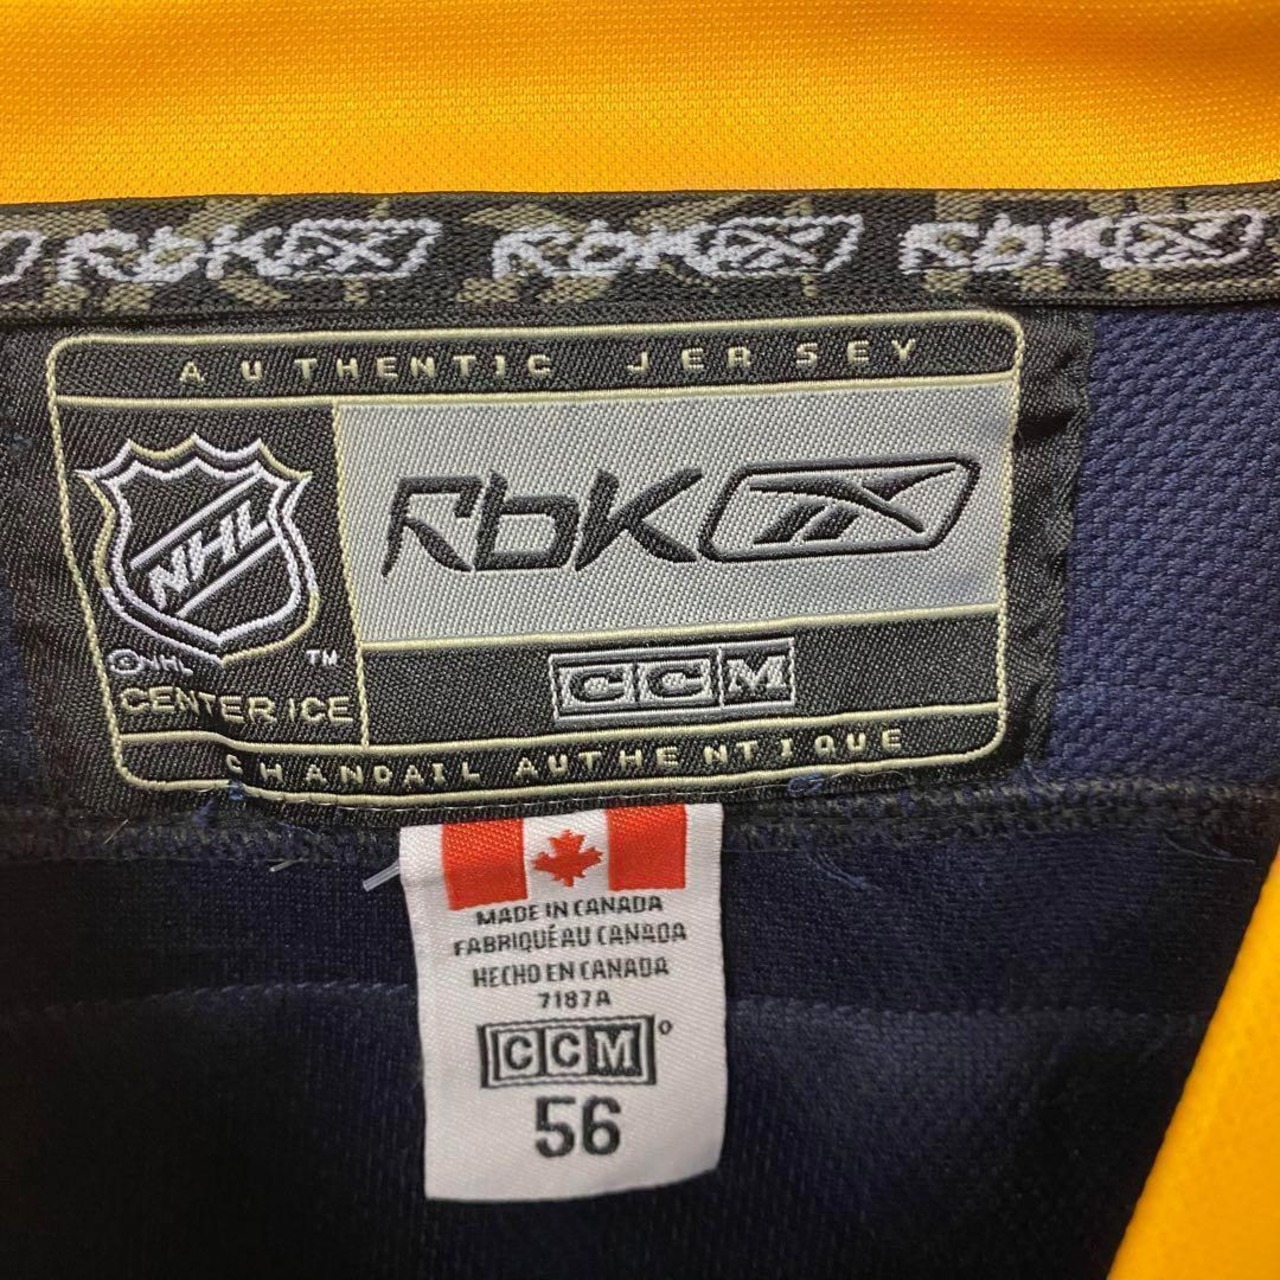 RbK RbK RbK
AUTHENTIC JERSEY
NHL
RbK
©NHL
TM
CENTER ICE
CCM
CHANDAIL AUTHENTIQUE
MADE IN CANADA
FABRIQUÉ AU CANADA
HECHO EN CANADA
7187A
CCM
56